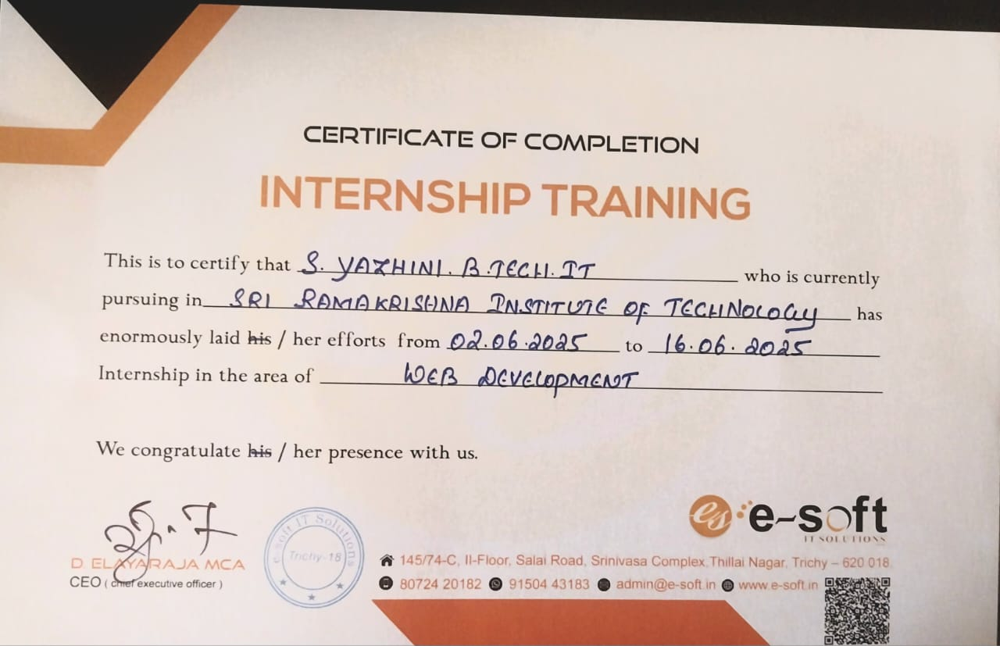 CERTIFICATE OF COMPLETION
INTERNSHIP TRAINING
This is to certify that S. YAZHINI. B.TECH. IT who is currently
pursuing in SRI RAMAKRISHNA INSTITUTE OF TECHNOLOGY has
enormously laid his / her efforts from 02.06.2025 to 16.06.2025
Internship in the area of WEB DEVELOPMENT
We congratulate his / her presence with us.
D. ELAYARAJA MCA
CEO ( chief executive officer )
e-soft IT Solutions
Trichy-18
es e-soft
IT SOLUTIONS
145/74-C, II-Floor, Salai Road, Srinivasa Complex,Thillai Nagar, Trichy – 620 018
80724 20182 91504 43183 admin@e-soft.in www.e-soft.in